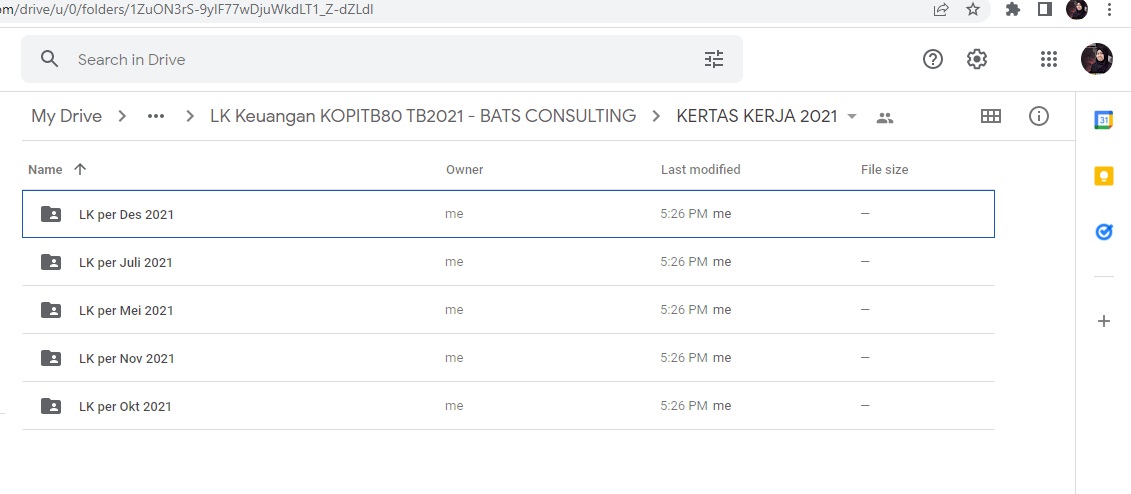 om/drive/u/0/folders/1ZuON3rS-9yIF77wDjuWkdLT1_Z-dZLdI
Search in Drive
My Drive > ••• > LK Keuangan KOPITB80 TB2021 - BATS CONSULTING > KERTAS KERJA 2021
31
Name Owner Last modified File size
LK per Des 2021 me 5:26 PM me –
LK per Juli 2021 me 5:26 PM me –
LK per Mei 2021 me 5:26 PM me –
LK per Nov 2021 me 5:26 PM me –
LK per Okt 2021 me 5:26 PM me –